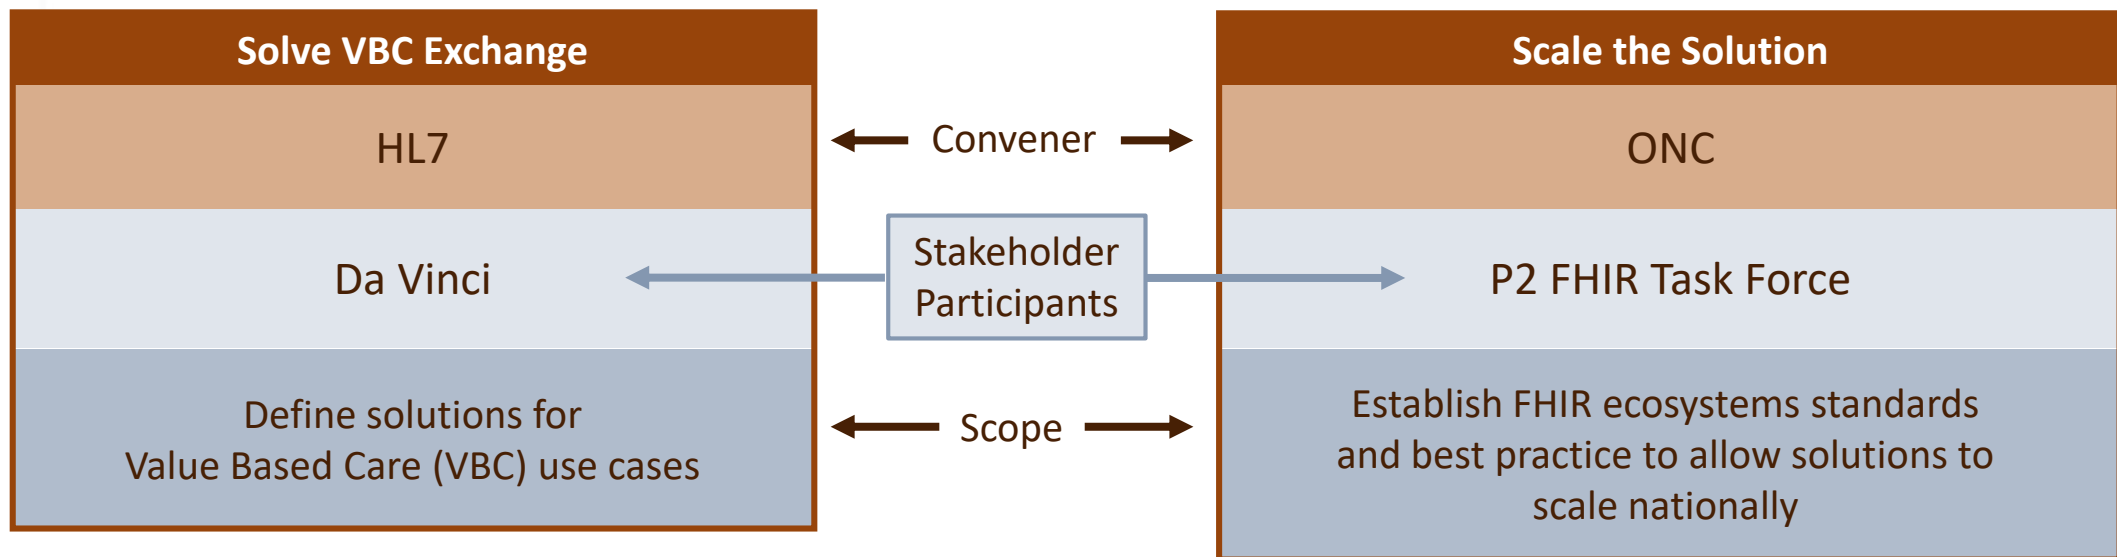 Solve VBC Exchange
HL7
Da Vinci
Define solutions for
Value Based Care (VBC) use cases
Convener
Stakeholder
Participants
Scope
Scale the Solution
ONC
P2 FHIR Task Force
Establish FHIR ecosystems standards
and best practice to allow solutions to
scale nationally